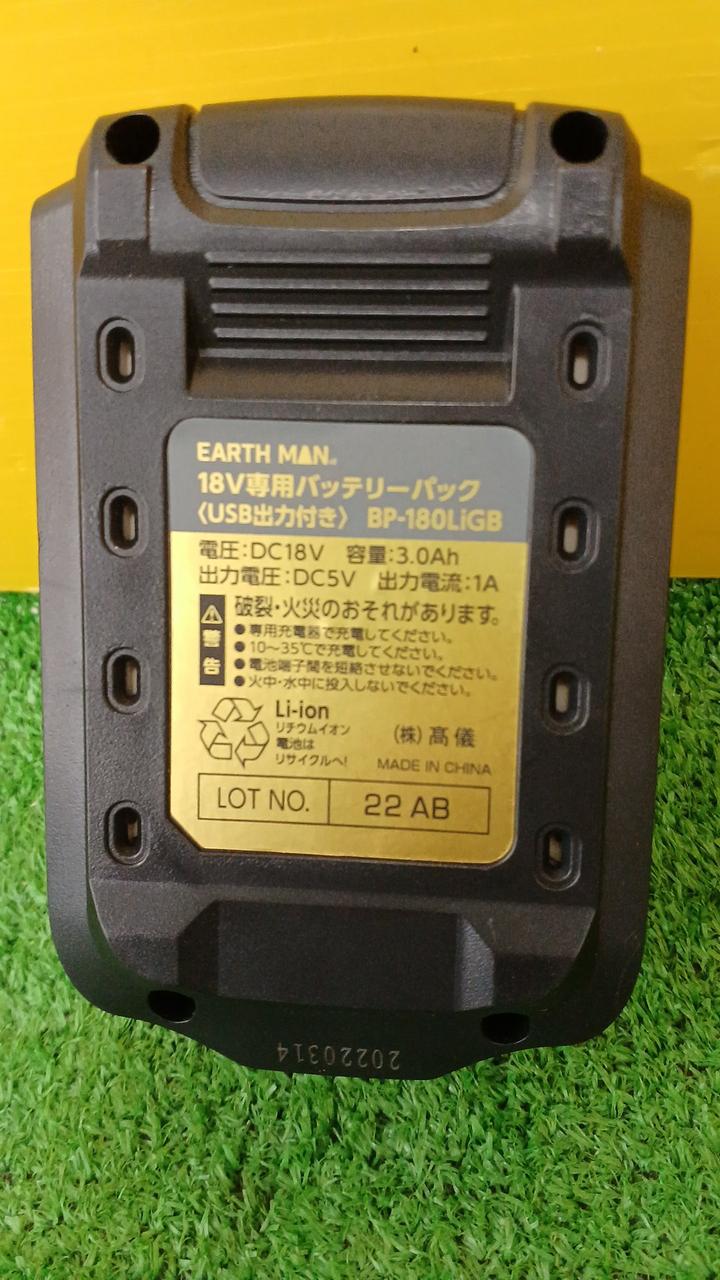 EARTH MAN®
18V専用バッテリーパック
〈USB出力付き〉 BP-180LiGB
電圧:DC18V 容量:3.0Ah
出力電圧:DC5V 出力電流:1A
警告
破裂・火災のおそれがあります。
●専用充電器で充電してください。
●10~35℃で充電してください。
●電池端子間を短絡させないでください。
●火中・水中に投入しないでください。
Li-ion
リチウムイオン
電池は
リサイクルへ!
(株)髙儀
MADE IN CHINA
LOT NO. 22 AB
20220314